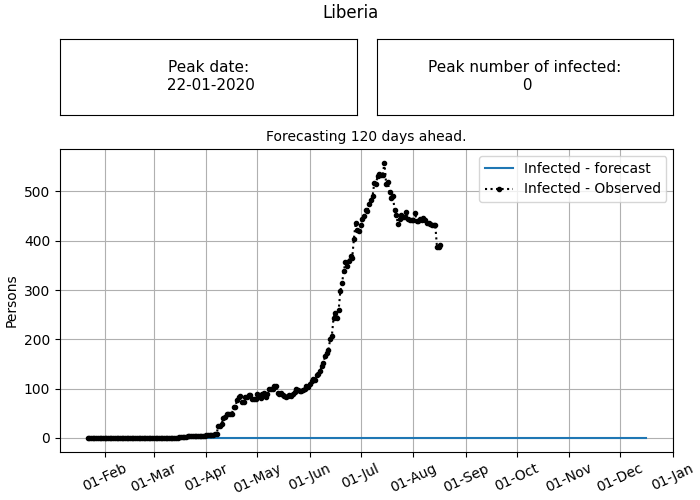 Liberia
Peak date:
22-01-2020
Peak number of infected:
0
Forecasting 120 days ahead.
Infected - forecast
Infected - Observed
Persons
500
400
300
200
100
0
01-Feb
01-Mar
01-Apr
01-May
01-Jun
01-Jul
01-Aug
01-Sep
01-Oct
01-Nov
01-Dec
01-Jan